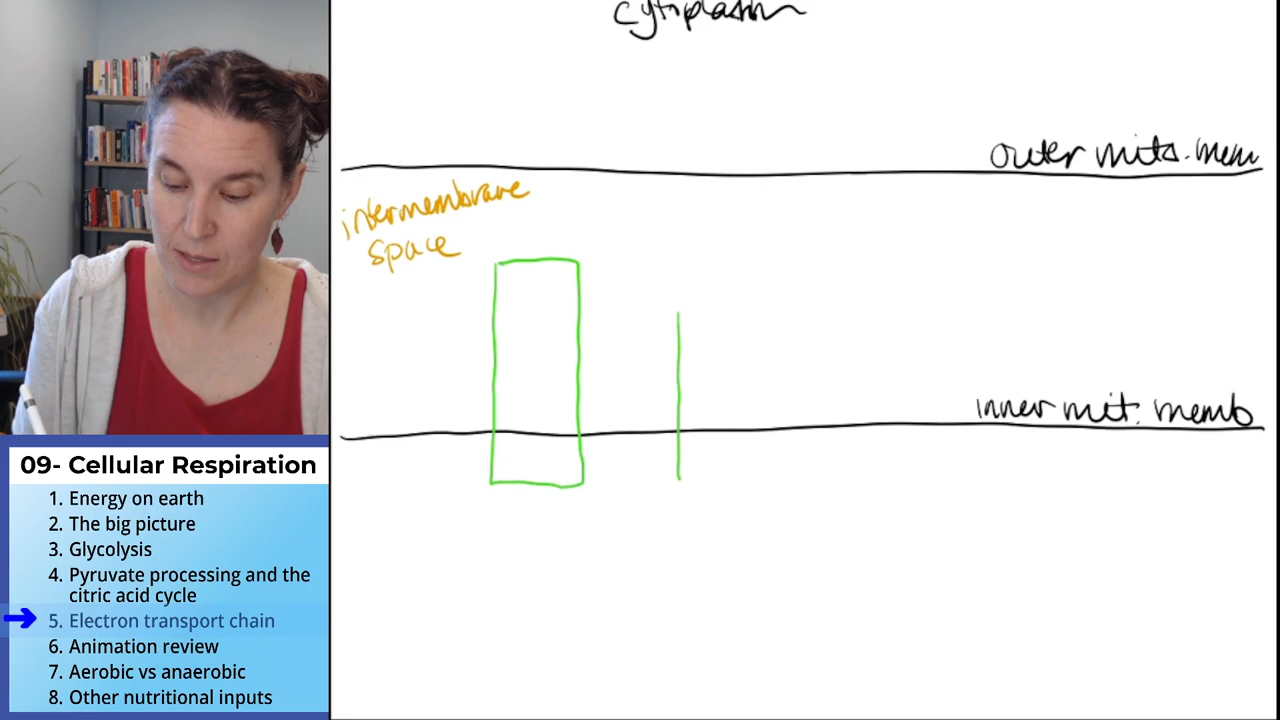 cytoplasm
outer mito. mem
intermembrane
space
inner mit. memb
09- Cellular Respiration
1. Energy on earth
2. The big picture
3. Glycolysis
4. Pyruvate processing and the
citric acid cycle
5. Electron transport chain
6. Animation review
7. Aerobic vs anaerobic
8. Other nutritional inputs